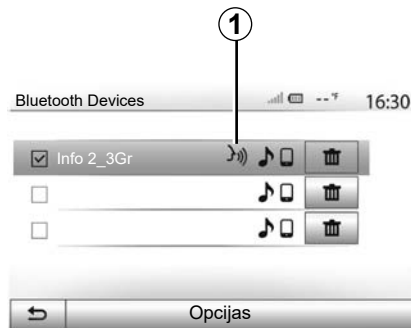 1
Bluetooth Devices --°F 16:30
Info 2_3Gr
Opcijas